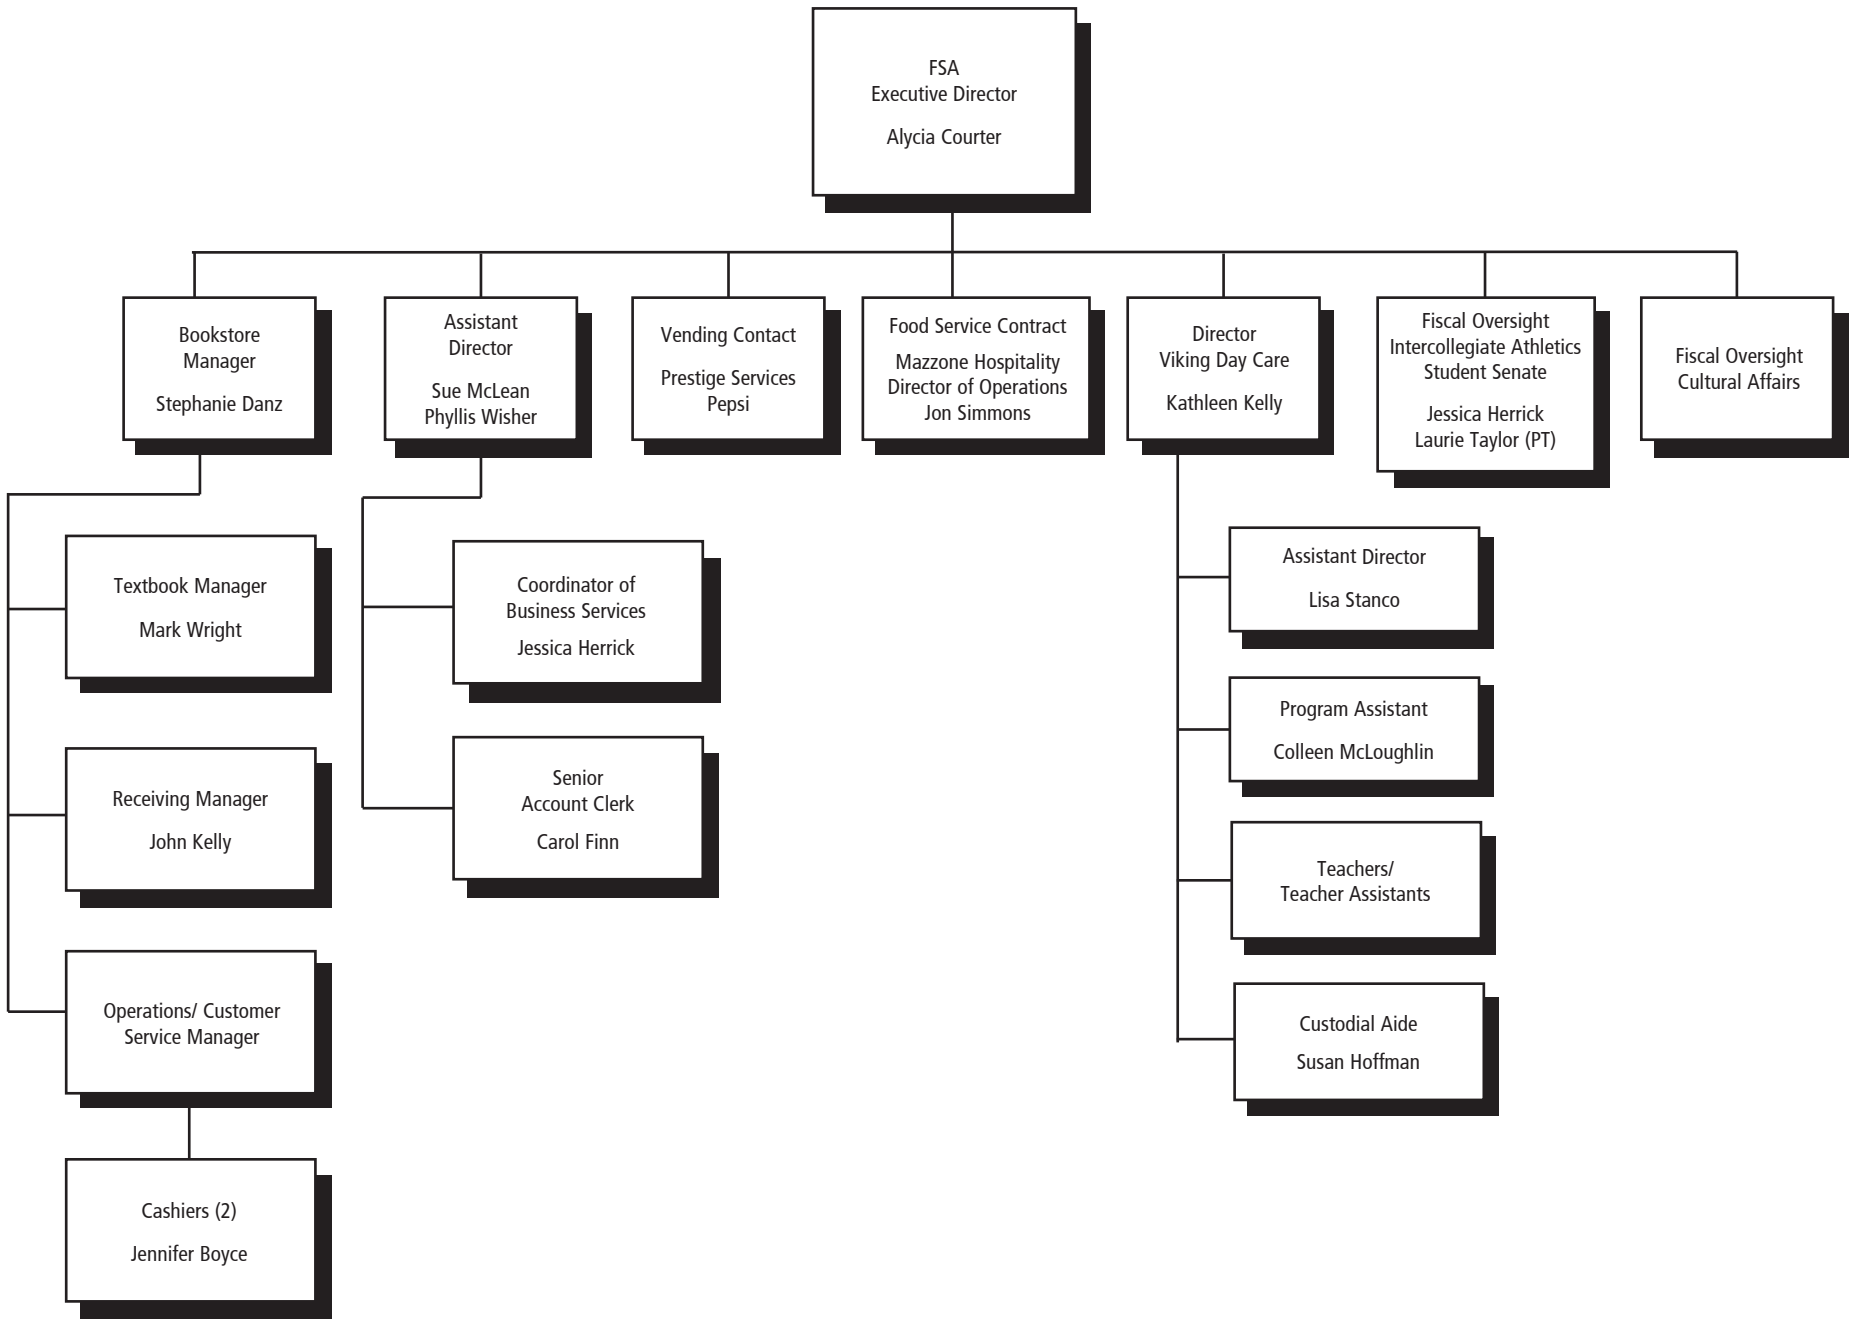 FSA
Executive Director
Alycia Courter
Bookstore
Manager
Stephanie Danz
Assistant
Director
Sue McLean
Phyllis Wisher
Vending Contact
Prestige Services
Pepsi
Food Service Contract
Mazzone Hospitality
Director of Operations
Jon Simmons
Director
Viking Day Care
Kathleen Kelly
Fiscal Oversight
Intercollegiate Athletics
Student Senate
Jessica Herrick
Laurie Taylor (PT)
Fiscal Oversight
Cultural Affairs
Textbook Manager
Mark Wright
Receiving Manager
John Kelly
Operations/ Customer
Service Manager
Cashiers (2)
Jennifer Boyce
Coordinator of
Business Services
Jessica Herrick
Senior
Account Clerk
Carol Finn
Assistant Director
Lisa Stanco
Program Assistant
Colleen McLoughlin
Teachers/
Teacher Assistants
Custodial Aide
Susan Hoffman